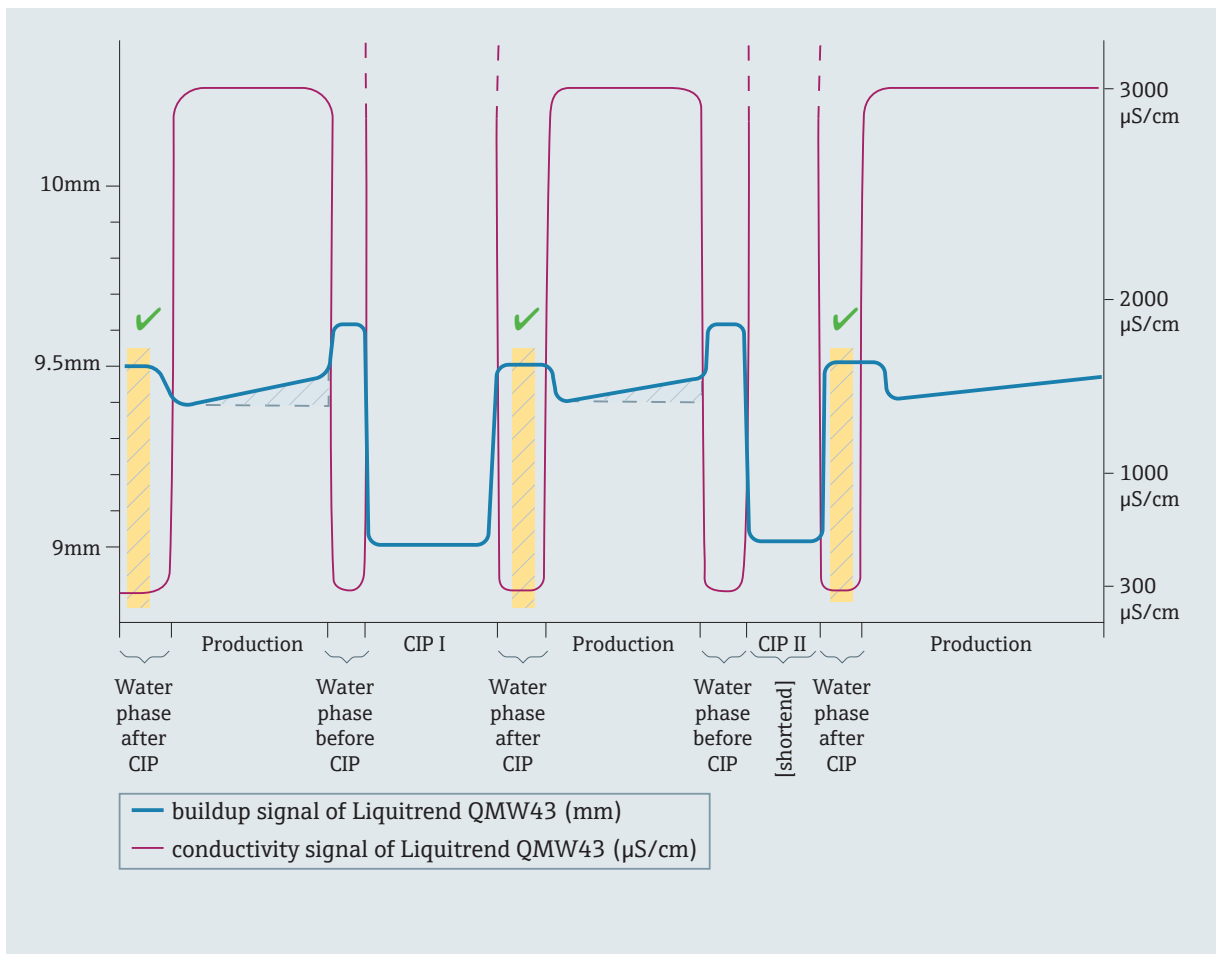 10mm
9.5mm
9mm
3000
µS/cm
2000
µS/cm
1000
µS/cm
300
µS/cm
Production
CIP I
Production
CIP II
Production
Water
phase
after
CIP
Water
phase
before
CIP
Water
phase
after
CIP
Water
phase
before
CIP
[shortend]
Water
phase
after
CIP
buildup signal of Liquitrend QMW43 (mm)
conductivity signal of Liquitrend QMW43 (µS/cm)